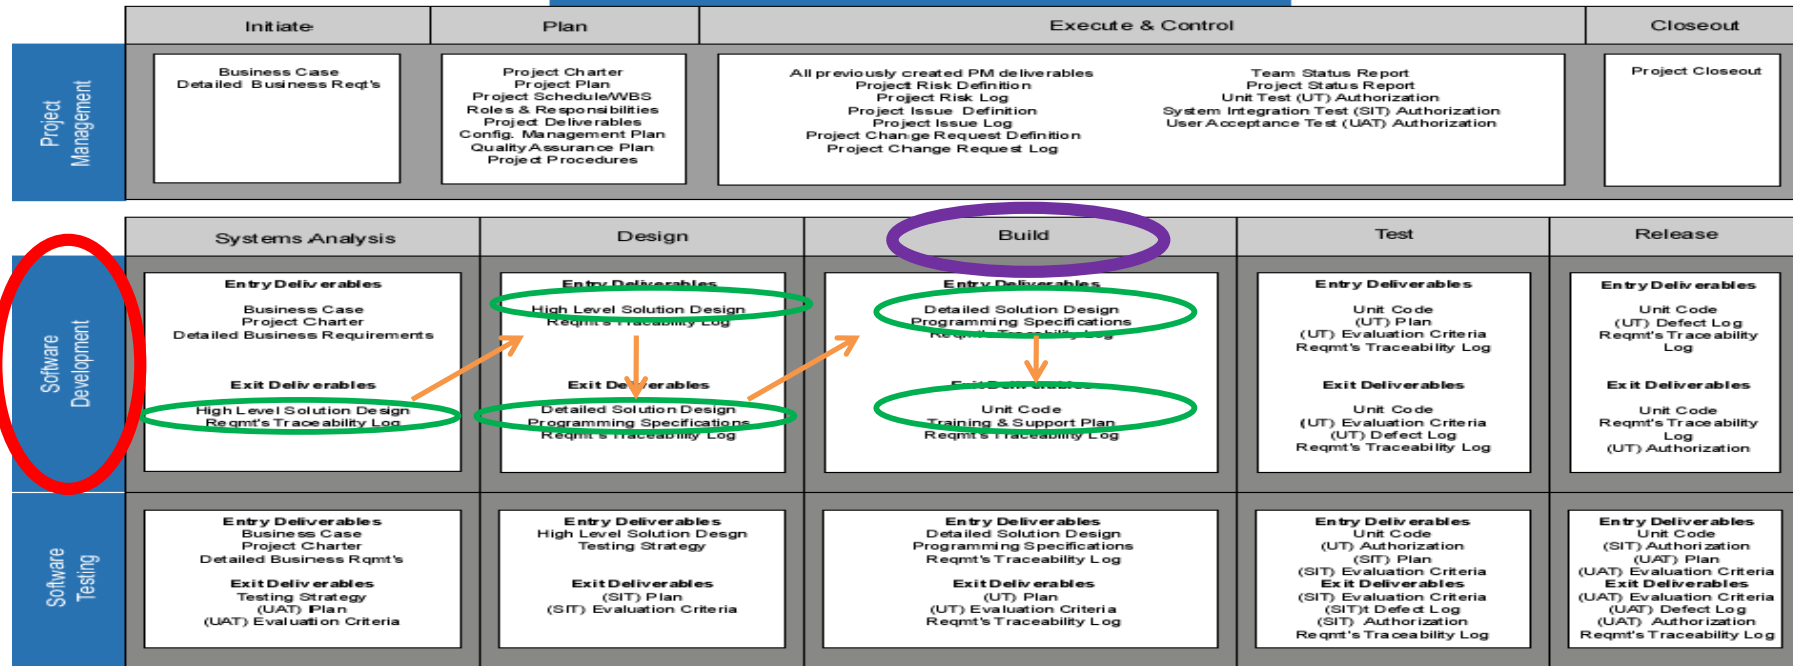 Initiate
Plan
Execute & Control
Closeout
Project
Management
Business Case
Detailed Business Reqt's
Project Charter
Project Plan
Project Schedule/WBS
Roles & Responsibilities
Project Deliverables
Config. Management Plan
Quality Assurance Plan
Project Procedures
All previously created PM deliverables
Project Risk Definition
Project Risk Log
Project Issue Definition
Project Issue Log
Project Change Request Definition
Project Change Request Log
Team Status Report
Project Status Report
Unit Test (UT) Authorization
System Integration Test (SIT) Authorization
User Acceptance Test (UAT) Authorization
Project Closeout
Systems Analysis
Design
Build
Test
Release
Software
Development
Entry Deliverables
Business Case
Project Charter
Detailed Business Requirements
Exit Deliverables
High Level Solution Design
Reqmt's Traceability Log
Entry Deliverables
High Level Solution Design
Reqmt's Traceability Log
Exit Deliverables
Detailed Solution Design
Programming Specifications
Reqmt's Traceability Log
Entry Deliverables
Detailed Solution Design
Programming Specifications
Reqmt's Traceability Log
Exit Deliverables
Unit Code
Training & Support Plan
Reqmt's Traceability Log
Entry Deliverables
Unit Code
(UT) Plan
(UT) Evaluation Criteria
Reqmt's Traceability Log
Exit Deliverables
Unit Code
(UT) Evaluation Criteria
(UT) Defect Log
Reqmt's Traceability Log
Entry Deliverables
Unit Code
(UT) Defect Log
Reqmt's Traceability
Log
Exit Deliverables
Unit Code
Reqmt's Traceability
Log
(UT) Authorization
Software
Testing
Entry Deliverables
Business Case
Project Charter
Detailed Business Rqmt's
Exit Deliverables
Testing Strategy
(UAT) Plan
(UAT) Evaluation Criteria
Entry Deliverables
High Level Solution Desgn
Testing Strategy
Exit Deliverables
(SIT) Plan
(SIT) Evaluation Criteria
Entry Deliverables
Detailed Solution Design
Programming Specifications
Reqmt's Traceability Log
Exit Deliverables
(UT) Plan
(UT) Evaluation Criteria
Reqmt's Traceability Log
Entry Deliverables
Unit Code
(UT) Authorization
(SIT) Plan
(SIT) Evaluation Criteria
Exit Deliverables
(SIT) Evaluation Criteria
(SIT)t Defect Log
(SIT) Authorization
Reqmt's Traceability Log
Entry Deliverables
Unit Code
(SIT) Authorization
(UAT) Plan
(UAT) Evaluation Criteria
Exit Deliverables
(UAT) Evaluation Criteria
(UAT) Defect Log
(UAT) Authorization
Reqmt's Traceability Log